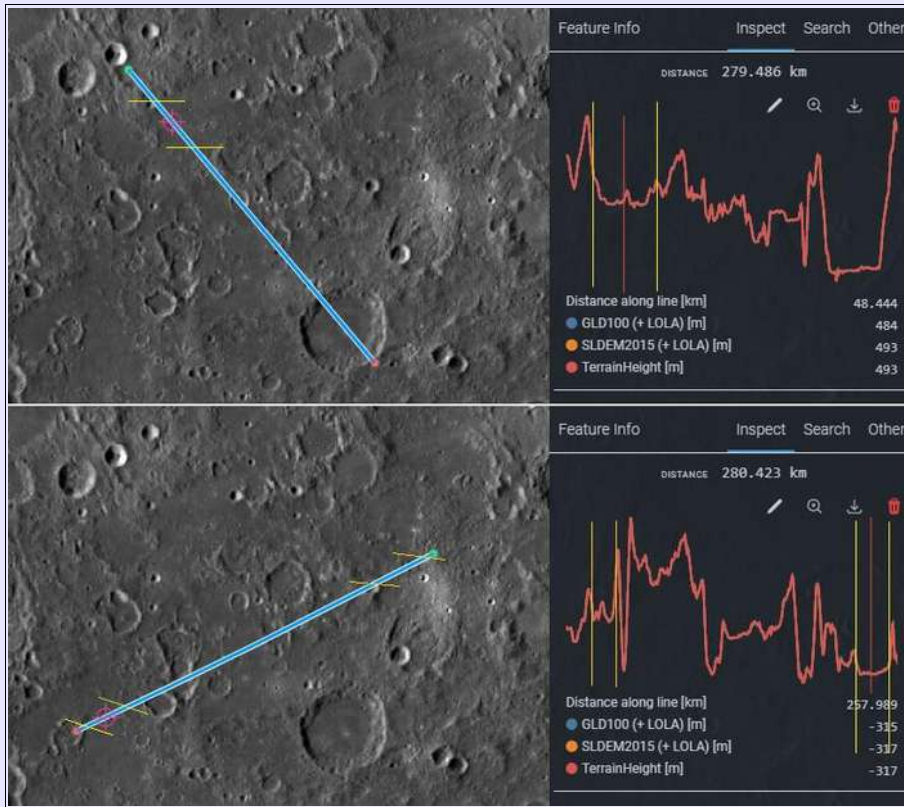 Feature Info Inspect Search Other
DISTANCE 279.486 km
Distance along line [km] 48.444
GLD100 (+ LOLA) [m] 484
SLDEM2015 (+ LOLA) [m] 493
TerrainHeight [m] 493
Feature Info Inspect Search Other
DISTANCE 280.423 km
Distance along line [km] 257.989
GLD100 (+ LOLA) [m] -315
SLDEM2015 (+ LOLA) [m] -317
TerrainHeight [m] -317